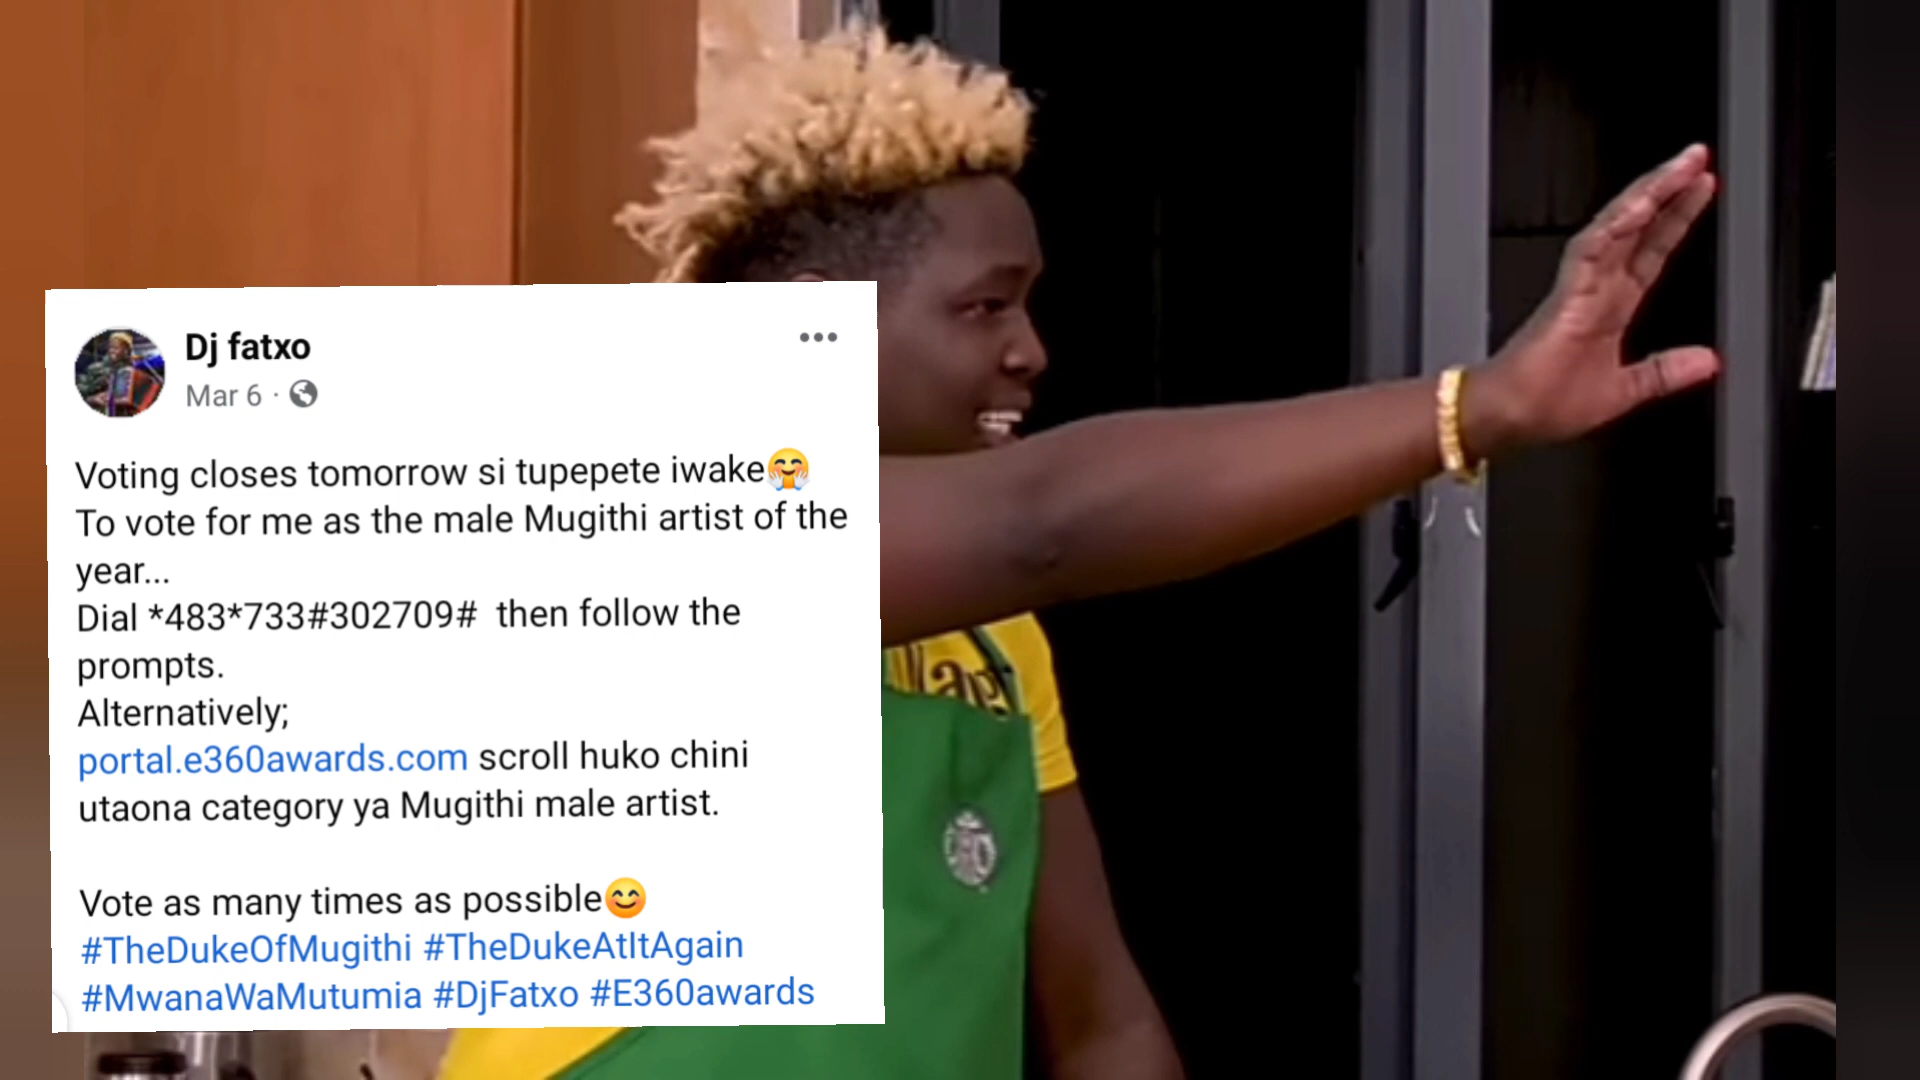 Dj fatxo
Mar 6 ·
Voting closes tomorrow si tupepete iwake🤗
To vote for me as the male Mugithi artist of the
year...
Dial *483*733#302709#  then follow the
prompts.
Alternatively;
portal.e360awards.com scroll huko chini
utaona category ya Mugithi male artist.
Vote as many times as possible😊
#TheDukeOfMugithi #TheDukeAtItAgain
#MwanaWaMutumia #DjFatxo #E360awards